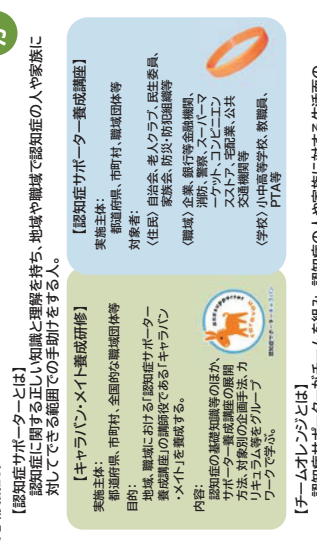 【認知症サポーターとは】
認知症に関する正しい知識と理解を持ち、地域や職域で認知症の人や家族に
対してできる範囲での手助けをする人。
【キャラバン・メイト養成研修】
実施主体：
都道府県、市町村、全国的な職域団体等
目的：
地域、職域における「認知症サポーター
養成講座」の講師役である「キャラバン
・メイト」を養成する。
内容：
認知症の基礎知識等のほか、
サポーター養成講座の展開
方法、対象別の企画手法、カ
リキュラム等をグループ
ワークで学ぶ。
認知症サポーターキャラバン
【認知症サポーター養成講座】
実施主体：
都道府県、市町村、職域団体等
対象者：
〈住民〉自治会、老人クラブ、民生委員、
家族会、防災・防犯組織等
〈職域〉企業、銀行等金融機関、
消防、警察、スーパーマ
ーケット、コンビニエン
スストア、宅配業、公共
交通機関等
〈学校〉小中高等学校、教職員、
PTA等
【チームオレンジとは】